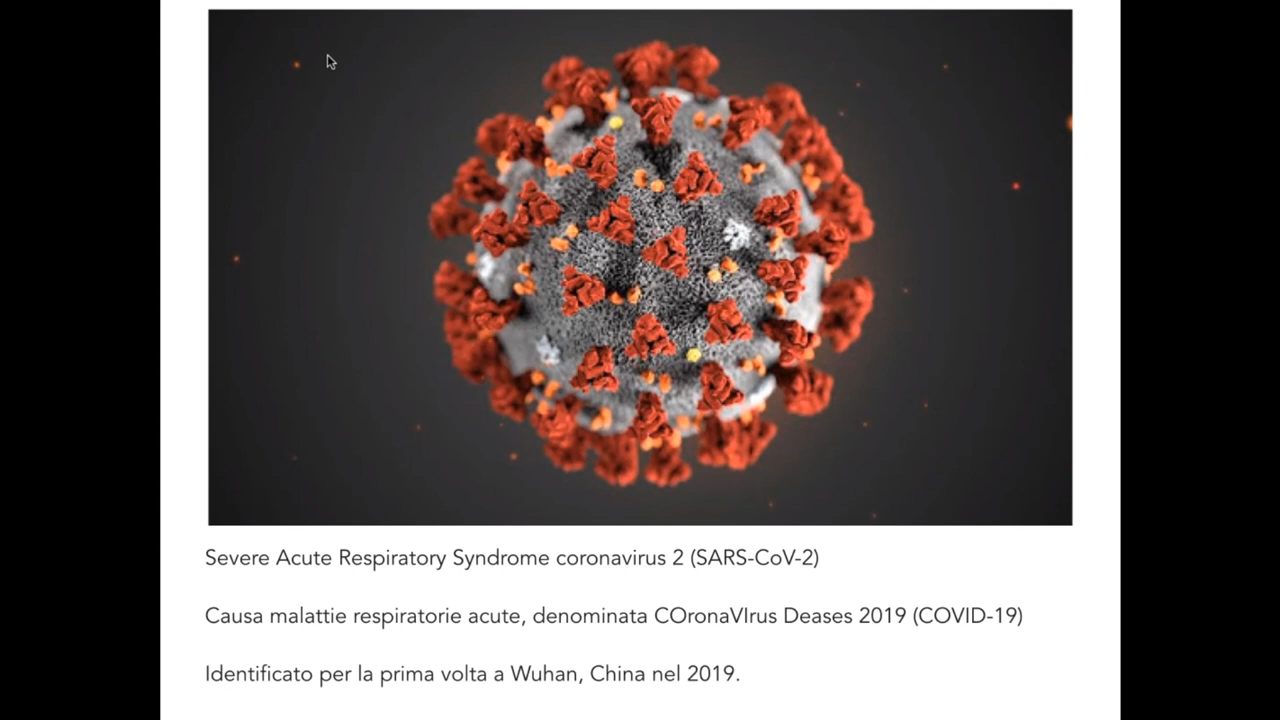 Severe Acute Respiratory Syndrome coronavirus 2 (SARS-CoV-2)
Causa malattie respiratorie acute, denominata COronaVIrus Deases 2019 (COVID-19)
Identificato per la prima volta a Wuhan, China nel 2019.